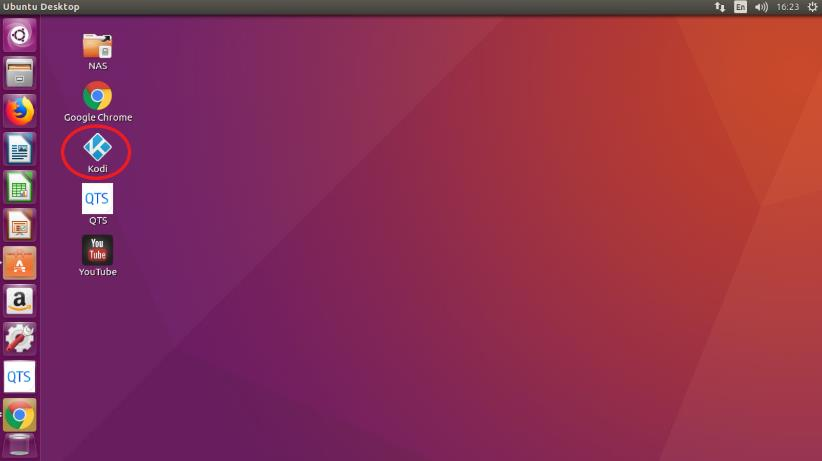 Ubuntu Desktop
En
16:23
NAS
Google Chrome
Kodi
QTS
QTS
You
Tube
YouTube
QTS